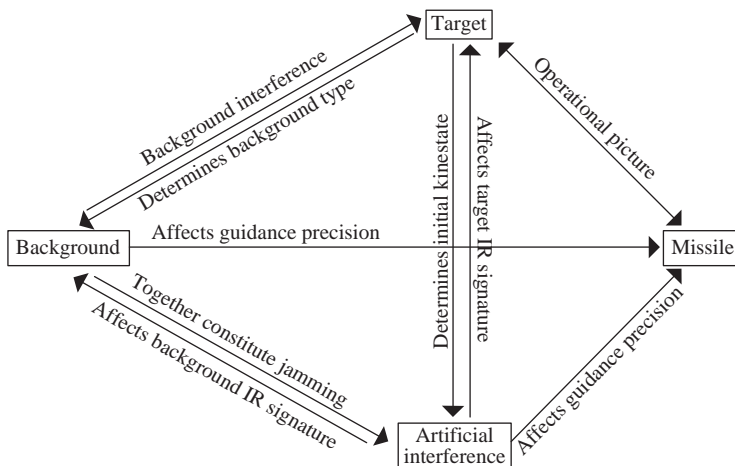 Target
Background interference
Determines background type
Operational picture
Determines initial kinestate
Affects target IR signature
Background
Affects guidance precision
Missile
Together constitute jamming
Affects background IR signature
Affects guidance precision
Artificial
interference